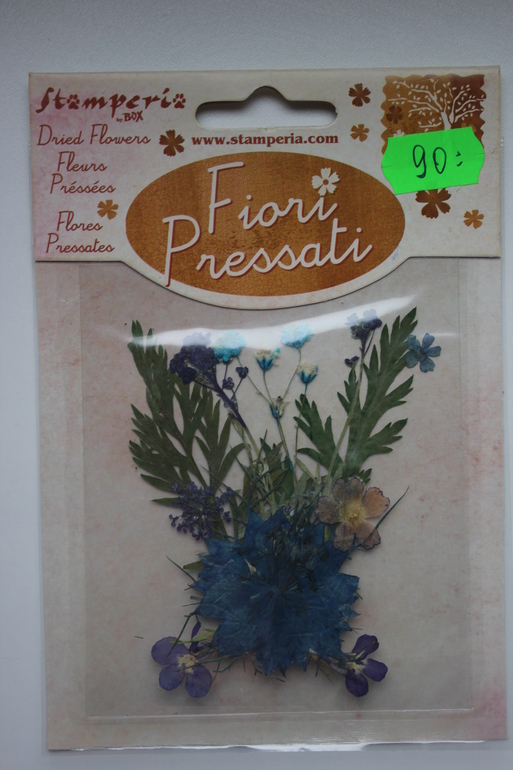 Stamperia
by BOX
Dried Flowers
Fleurs
Préssées
Flores
Pressates
www.stamperia.com
90:
Fiori
Pressati